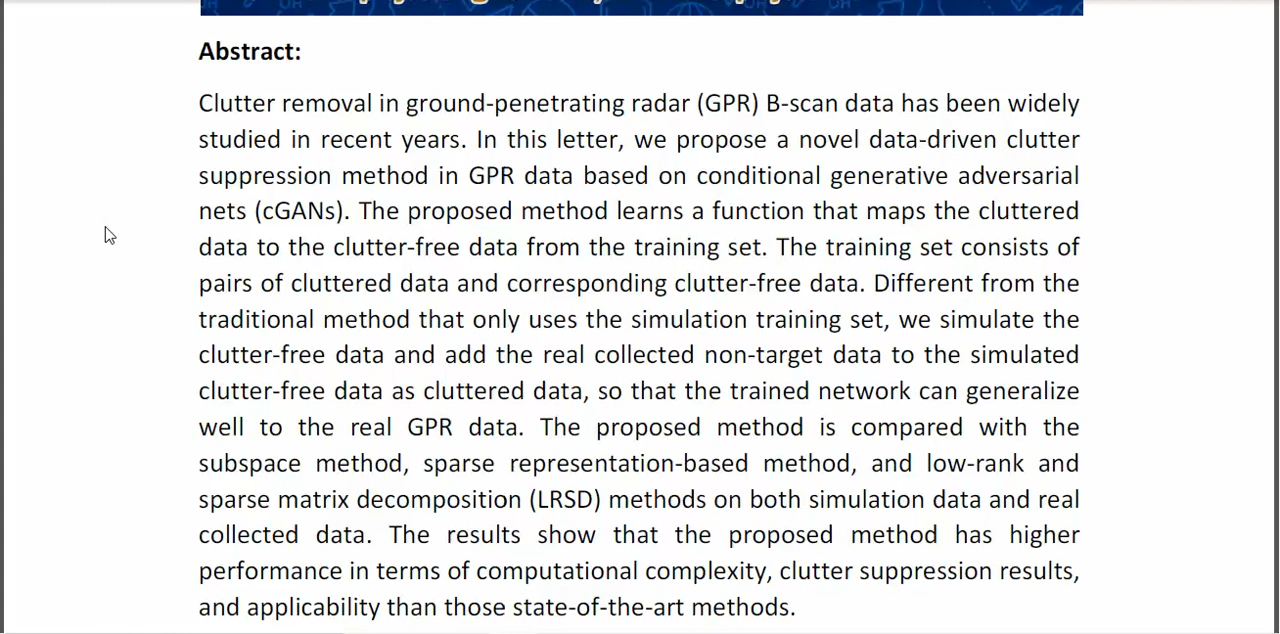 Abstract:
Clutter removal in ground-penetrating radar (GPR) B-scan data has been widely
studied in recent years. In this letter, we propose a novel data-driven clutter
suppression method in GPR data based on conditional generative adversarial
nets (cGANs). The proposed method learns a function that maps the cluttered
data to the clutter-free data from the training set. The training set consists of
pairs of cluttered data and corresponding clutter-free data. Different from the
traditional method that only uses the simulation training set, we simulate the
clutter-free data and add the real collected non-target data to the simulated
clutter-free data as cluttered data, so that the trained network can generalize
well to the real GPR data. The proposed method is compared with the
subspace method, sparse representation-based method, and low-rank and
sparse matrix decomposition (LRSD) methods on both simulation data and real
collected data. The results show that the proposed method has higher
performance in terms of computational complexity, clutter suppression results,
and applicability than those state-of-the-art methods.